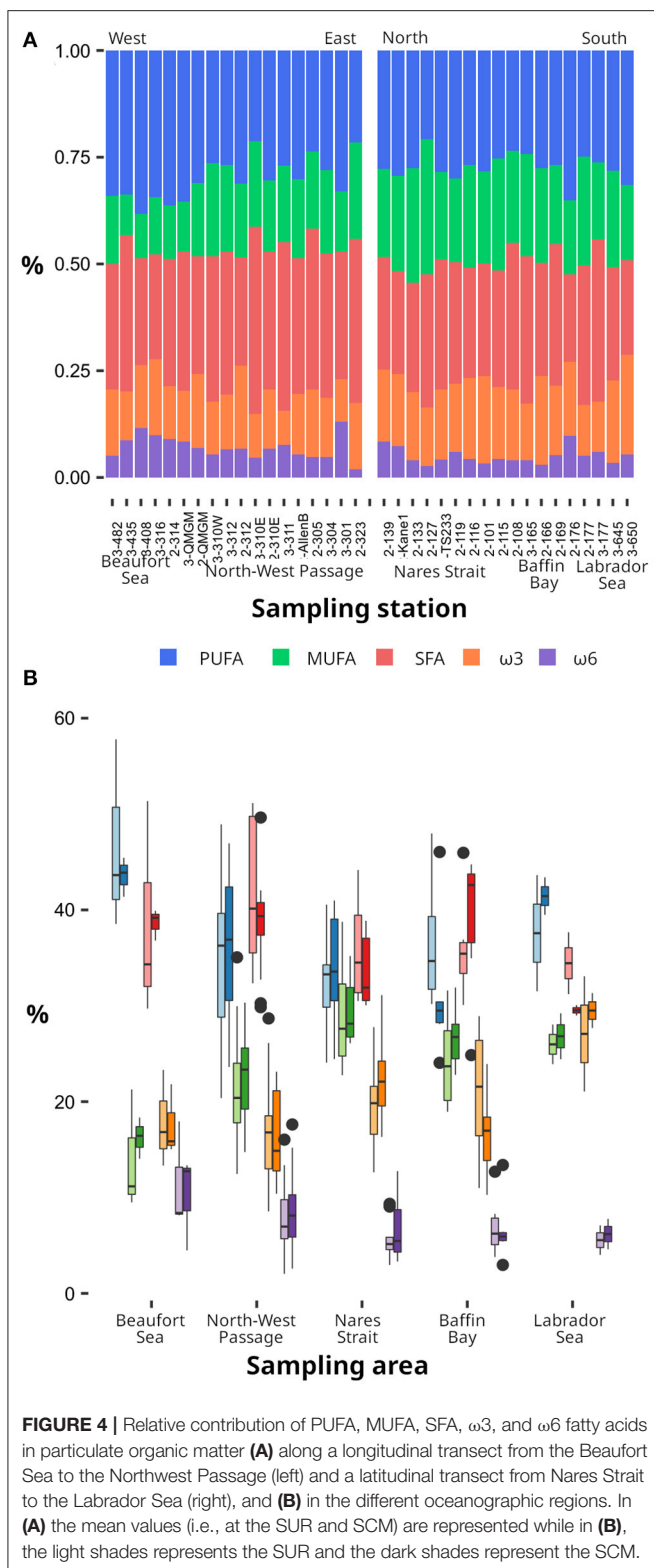 A
West
East
North
South
1.00
0.75
%
0.50
0.25
0.00
3-482
3-435
3-408
3-316
2-314
3-QMGM
2-QMGM
3-310W
3-312
2-312
3-310E
2-310E
3-311
-AllenB
2-305
3-304
3-301
2-323
2-139
-Kane1
2-133
2-127
-TS233
2-119
2-116
2-101
2-115
2-108
3-165
2-166
2-169
2-176
2-177
3-177
3-645
3-650
Beaufort Sea
North-West Passage
Nares Strait
Baffin Bay
Labrador Sea
Sampling station
PUFA MUFA SFA ω3 ω6
B
60
40
%
20
0
Beaufort Sea
North-West Passage
Nares Strait
Baffin Bay
Labrador Sea
Sampling area
FIGURE 4 | Relative contribution of PUFA, MUFA, SFA, ω3, and ω6 fatty acids
in particulate organic matter (A) along a longitudinal transect from the Beaufort
Sea to the Northwest Passage (left) and a latitudinal transect from Nares Strait
to the Labrador Sea (right), and (B) in the different oceanographic regions. In
(A) the mean values (i.e., at the SUR and SCM) are represented while in (B),
the light shades represents the SUR and the dark shades represent the SCM.